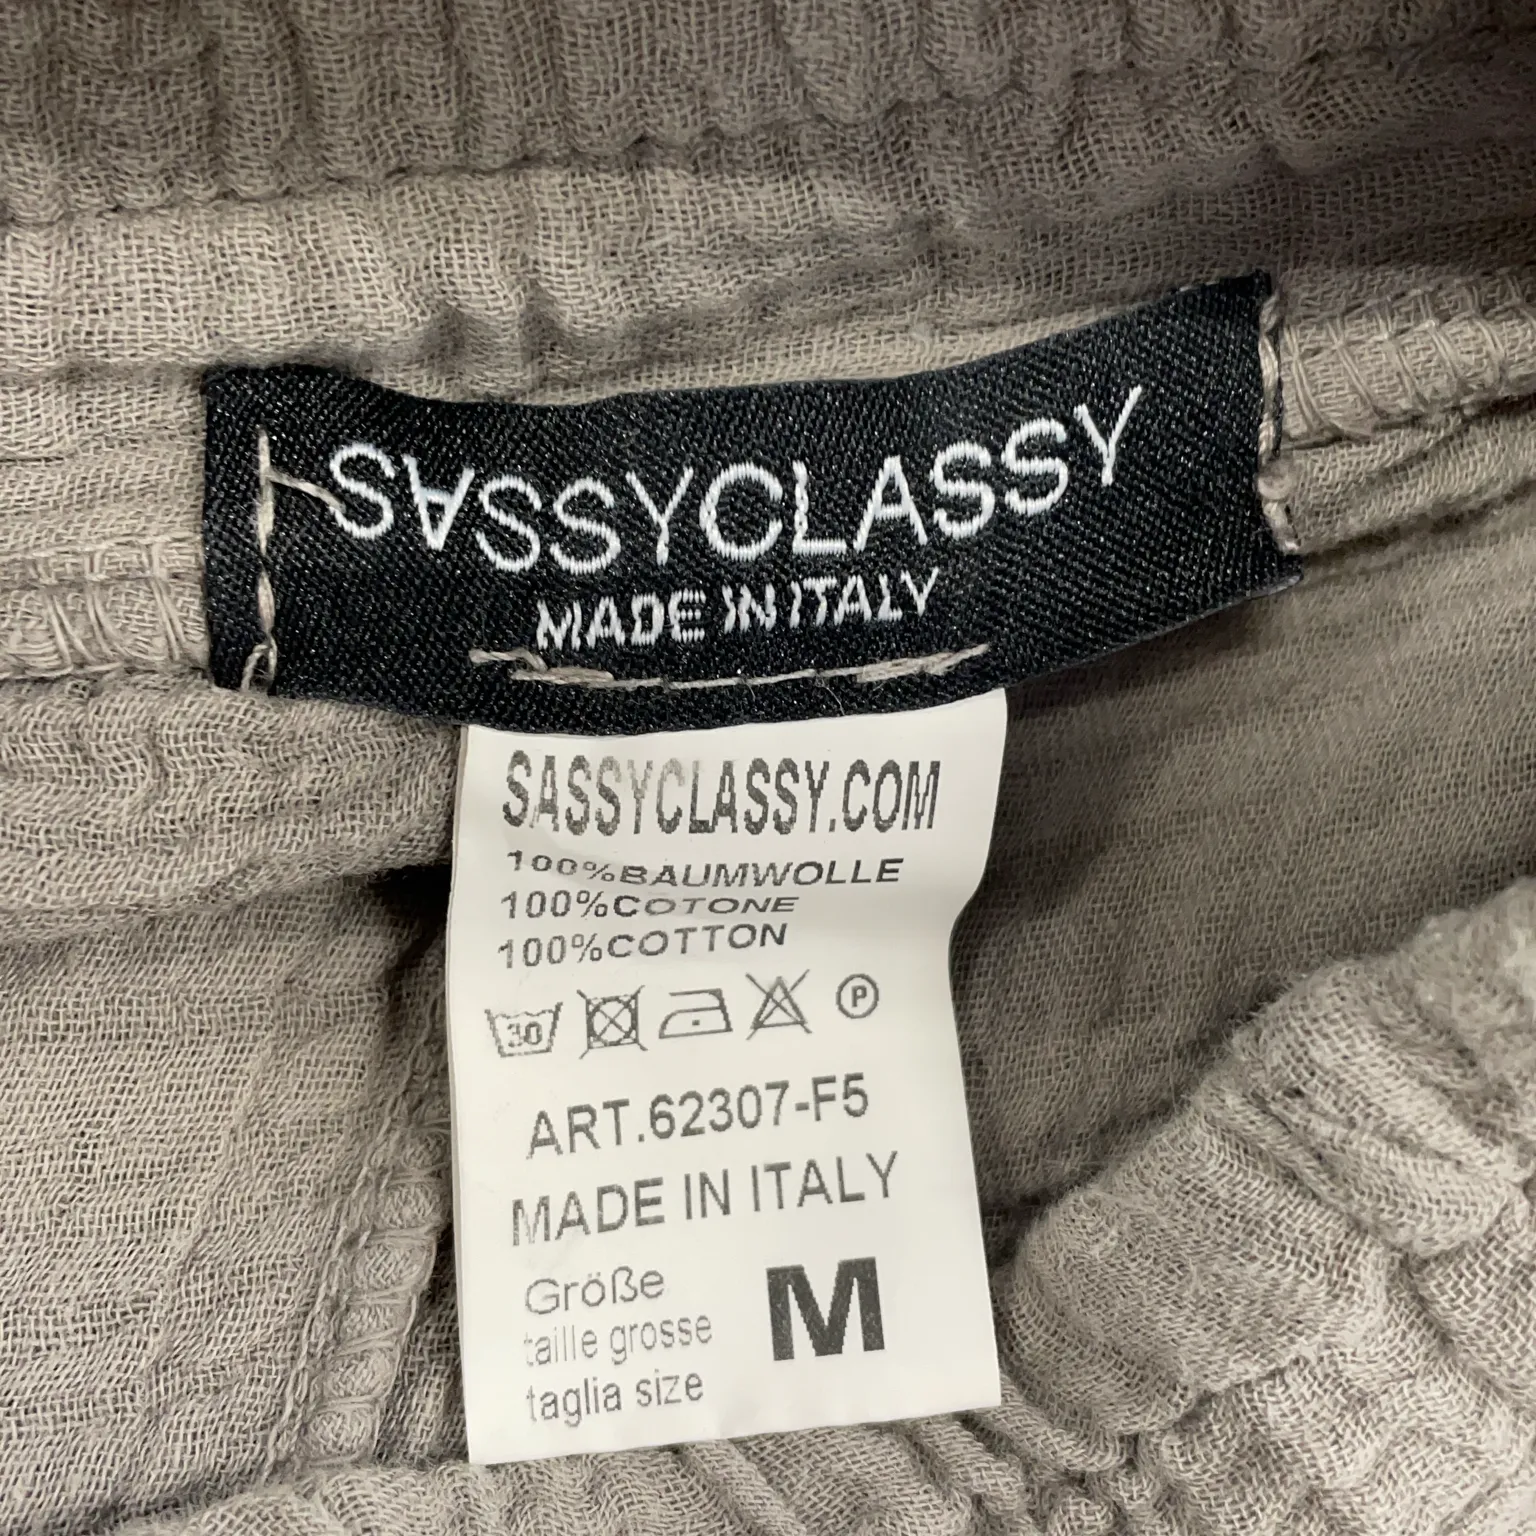 SASSYCLASSY
MADE IN ITALY
SASSYCLASSY.COM
100%BAUMWOLLE
100%COTONE
100%COTTON
30 P
ART.62307-F5
MADE IN ITALY
Größe
taille grosse
taglia size
M